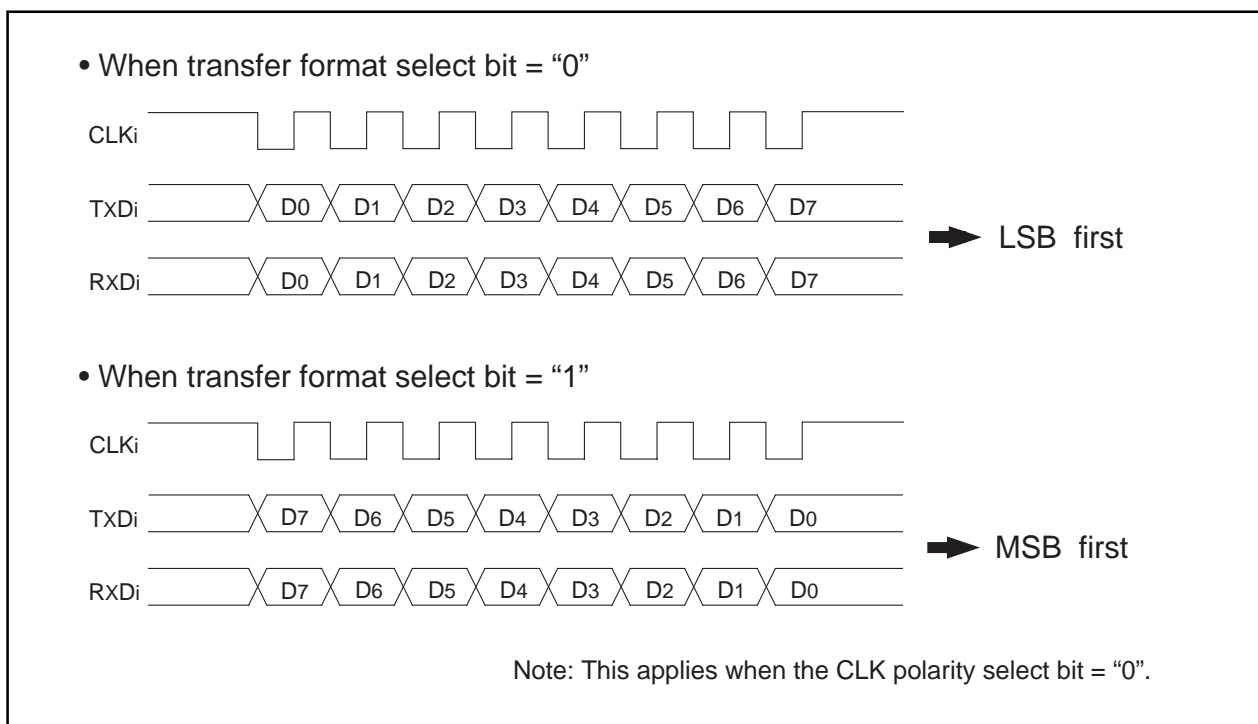 • When transfer format select bit = “0”
CLKi
TXDi D0 D1 D2 D3 D4 D5 D6 D7
LSB first
RXDi D0 D1 D2 D3 D4 D5 D6 D7
• When transfer format select bit = “1”
CLKi
TXDi D7 D6 D5 D4 D3 D2 D1 D0
MSB first
RXDi D7 D6 D5 D4 D3 D2 D1 D0
Note: This applies when the CLK polarity select bit = “0”.